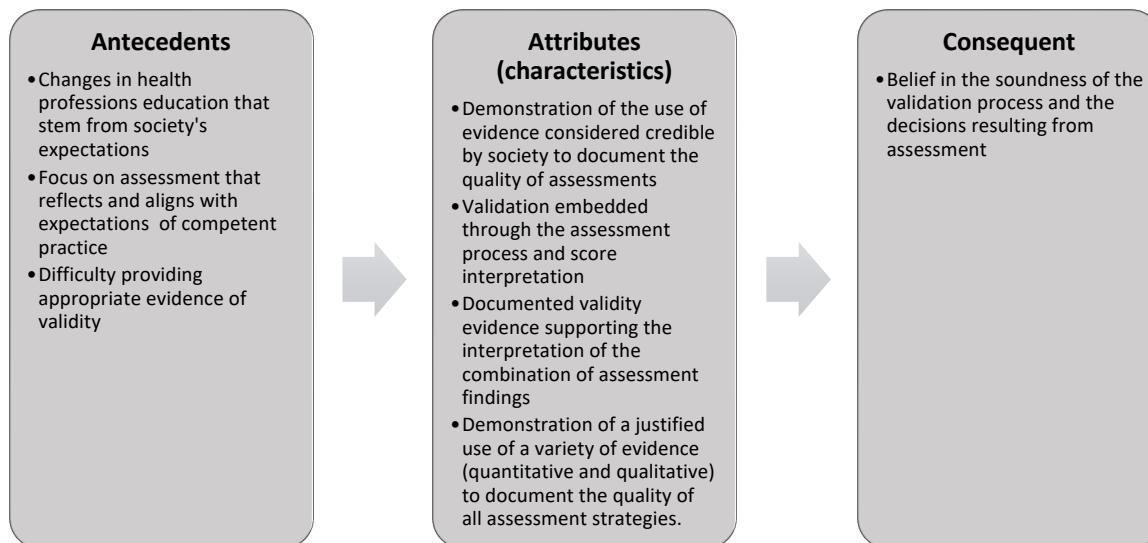 Antecedents
•Changes in health
professions education that
stem from society's
expectations
•Focus on assessment that
reflects and aligns with
expectations  of competent
practice
•Difficulty providing
appropriate evidence of
validity
Attributes
(characteristics)
•Demonstration of the use of
evidence considered credible
by society to document the
quality of assessments
•Validation embedded
through the assessment
process and score
interpretation
•Documented validity
evidence supporting the
interpretation of the
combination of assessment
findings
•Demonstration of a justified
use of a variety of evidence
(quantitative and qualitative)
to document the quality of
all assessment strategies.
Consequent
•Belief in the soundness of the
validation process and the
decisions resulting from
assessment